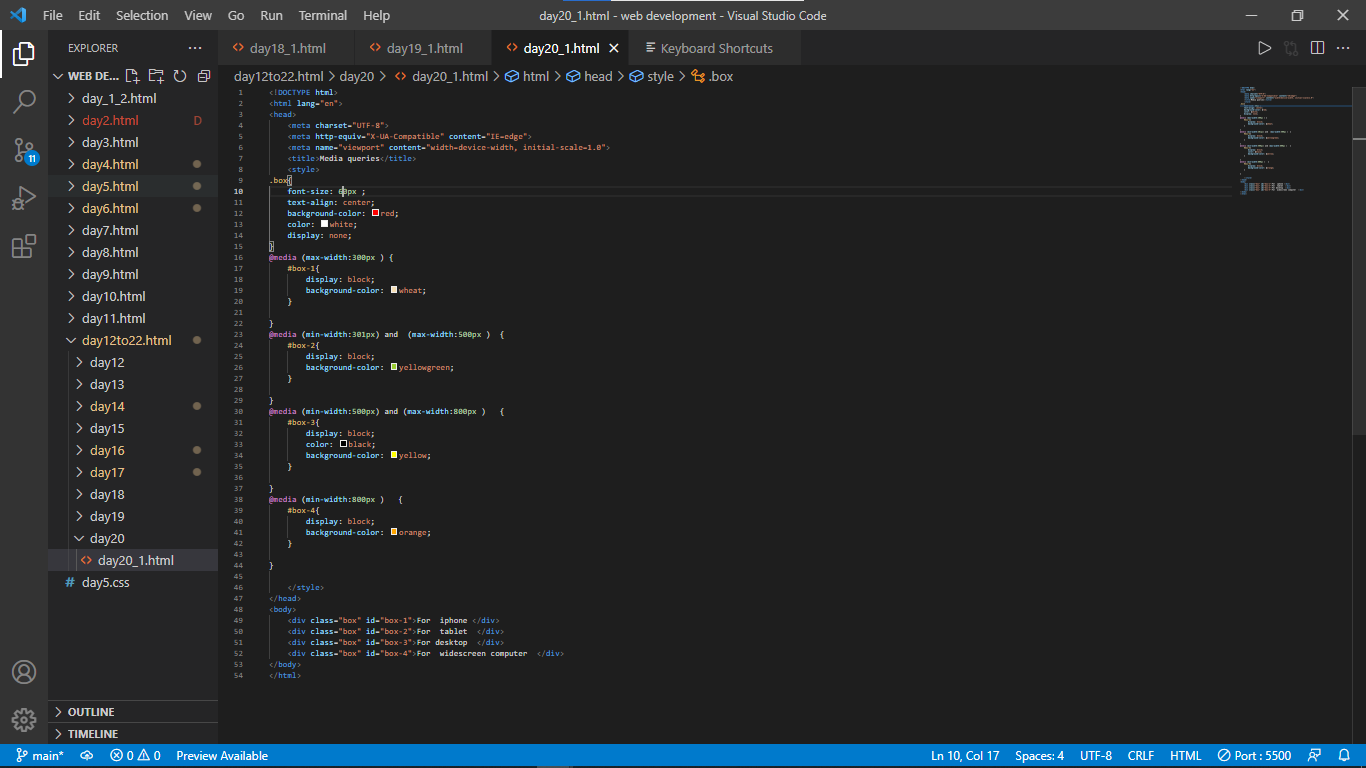 File Edit Selection View Go Run Terminal Help
day20_1.html - web development - Visual Studio Code
EXPLORER
day18_1.html
day19_1.html
day20_1.html
Keyboard Shortcuts
WEB DE...
day12to22.html > day20 > day20_1.html > html > head > style > .box
day_1_2.html
day2.html D
day3.html
day4.html
day5.html
day6.html
day7.html
day8.html
day9.html
day10.html
day11.html
day12to22.html
day12
day13
day14
day15
day16
day17
day18
day19
day20
day20_1.html
# day5.css
OUTLINE
TIMELINE
11
1 <!DOCTYPE html>
2 <html lang="en">
3 <head>
4 <meta charset="UTF-8">
5 <meta http-equiv="X-UA-Compatible" content="IE=edge">
6 <meta name="viewport" content="width=device-width, initial-scale=1.0">
7 <title>Media queries</title>
8 <style>
9 .box{
10 font-size: 60px ;
11 text-align: center;
12 background-color: red;
13 color: white;
14 display: none;
15 }
16 @media (max-width:300px ) {
17 #box-1{
18 display: block;
19 background-color: wheat;
20 }
21
22 }
23 @media (min-width:301px) and (max-width:500px ) {
24 #box-2{
25 display: block;
26 background-color: yellowgreen;
27 }
28
29 }
30 @media (min-width:500px) and (max-width:800px ) {
31 #box-3{
32 display: block;
33 color: black;
34 background-color: yellow;
35 }
36
37 }
38 @media (min-width:800px ) {
39 #box-4{
40 display: block;
41 background-color: orange;
42 }
43
44 }
45
46 </style>
47 </head>
48 <body>
49 <div class="box" id="box-1">For iphone </div>
50 <div class="box" id="box-2">For tablet </div>
51 <div class="box" id="box-3">For desktop </div>
52 <div class="box" id="box-4">For widescreen computer </div>
53 </body>
54 </html>
main* 0 0 Preview Available
Ln 10, Col 17 Spaces: 4 UTF-8 CRLF HTML Port : 5500